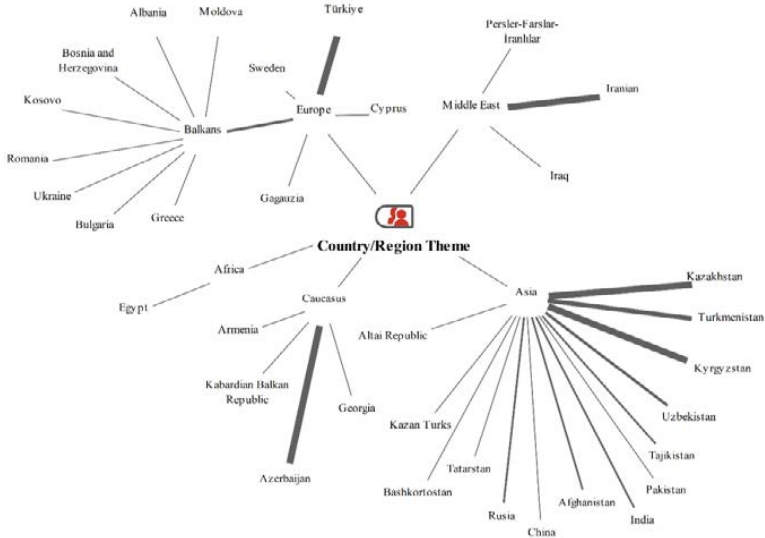 Albania
Moldova
Türkiye
Persler-Farslar-
İranlılar
Bosnia and
Herzegovina
Sweden
Iranian
Kosovo
Europe
Cyprus
Middle East
Balkans
Romania
Iraq
Ukraine
Gagauzia
Bulgaria
Greece
Country/Region Theme
Africa
Kazakhstan
Asia
Egypt
Caucasus
Turkmenistan
Armenia
Altai Republic
Kyrgyzstan
Kabardian Balkan
Republic
Georgia
Uzbekistan
Kazan Turks
Tajikistan
Azerbaijan
Tatarstan
Pakistan
Bashkortostan
Afghanistan
Rusia
India
China